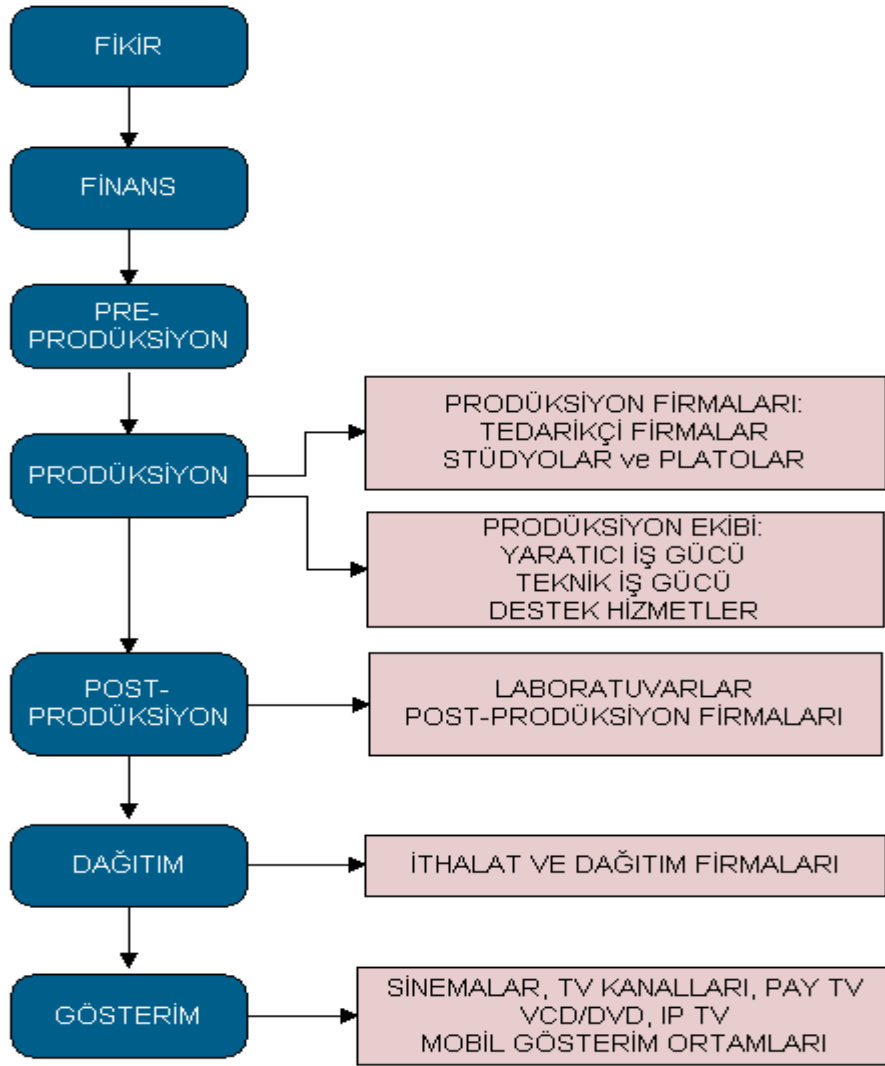 FİKİR
FİNANS
PRE-
PRODÜKSİYON
PRODÜKSİYON
PRODÜKSİYON FİRMALARI:
TEDARİKÇİ FİRMALAR
STÜDYOLAR ve PLATOLAR
PRODÜKSİYON EKİBİ:
YARATICI İŞ GÜCÜ
TEKNİK İŞ GÜCÜ
DESTEK HİZMETLER
POST-
PRODÜKSİYON
LABORATUVARLAR
POST-PRODÜKSİYON FİRMALARI
DAĞITIM
İTHALAT VE DAĞITIM FİRMALARI
GÖSTERİM
SİNEMALAR, TV KANALLARI, PAY TV
VCD/DVD, IP TV
MOBİL GÖSTERİM ORTAMLARI